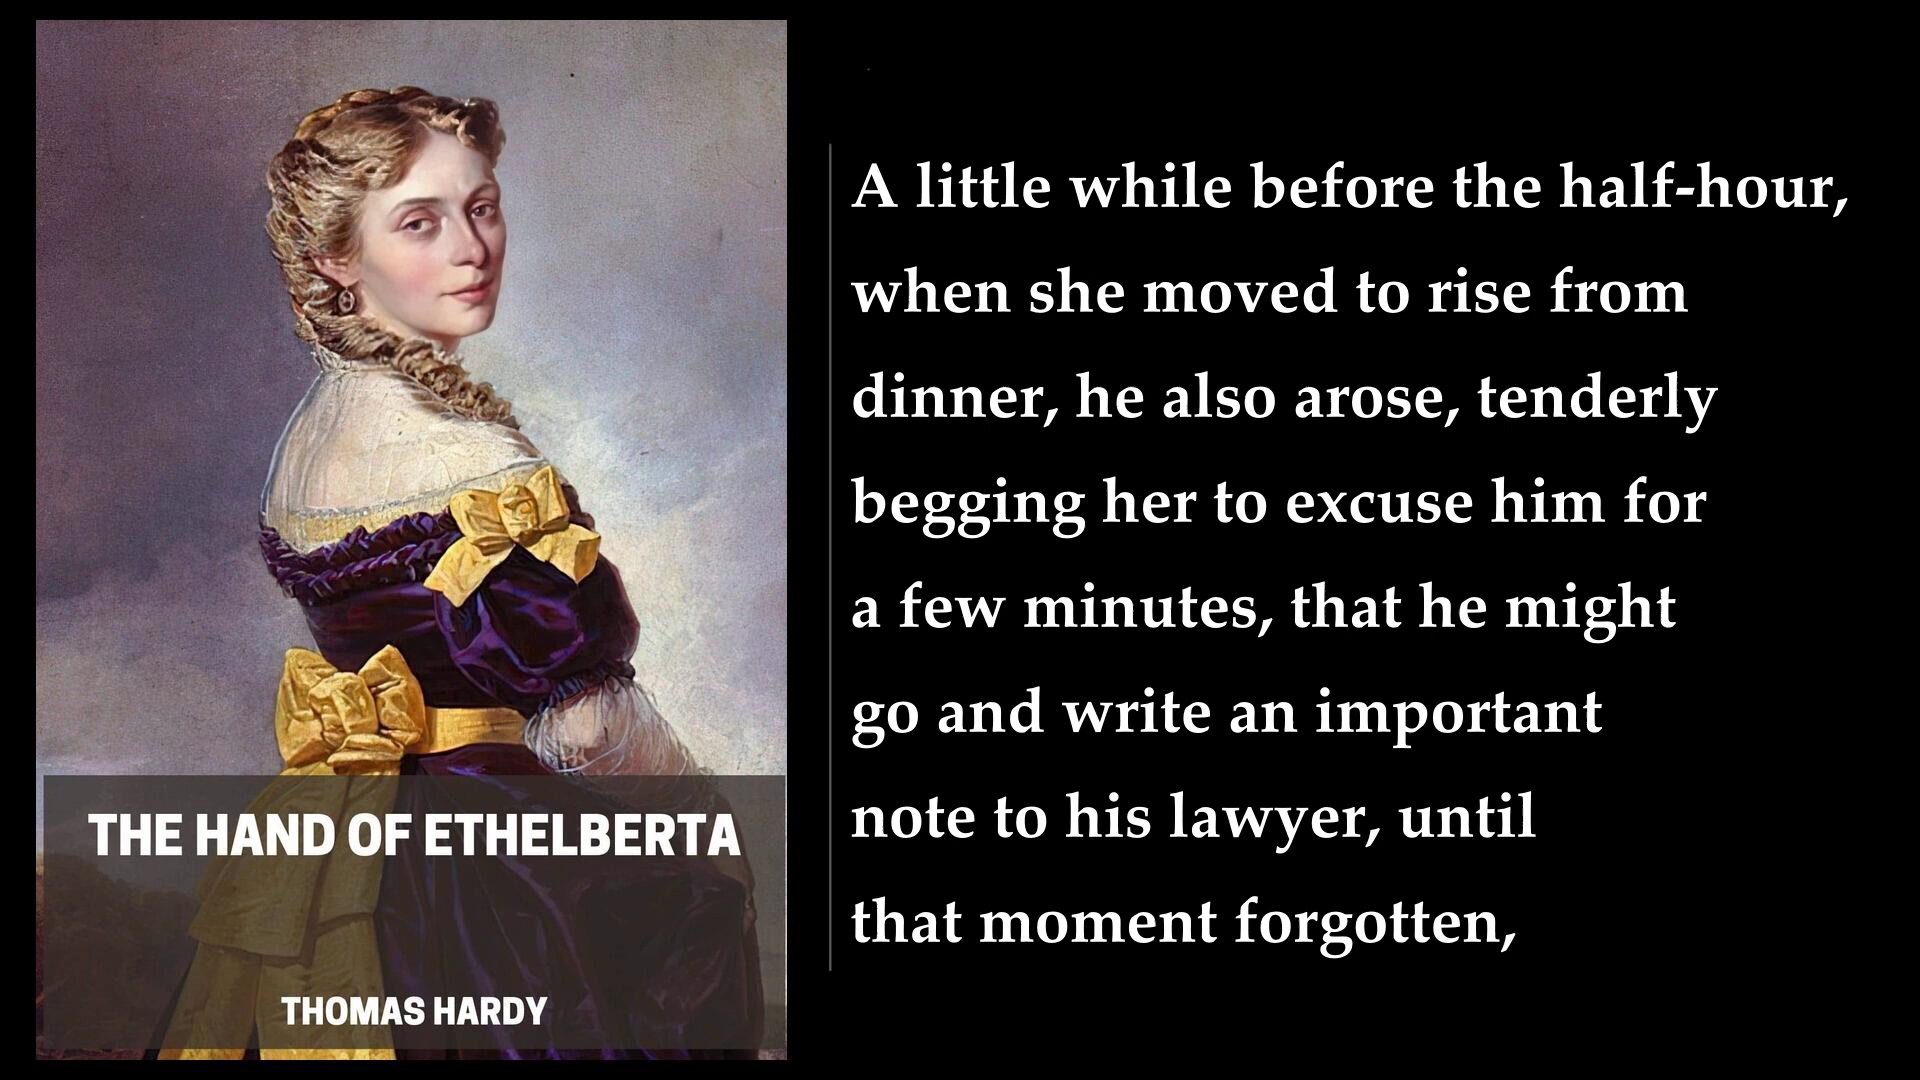 THE HAND OF ETHELBERTA
THOMAS HARDY
A little while before the half-hour,
when she moved to rise from
dinner, he also arose, tenderly
begging her to excuse him for
a few minutes, that he might
go and write an important
note to his lawyer, until
that moment forgotten,